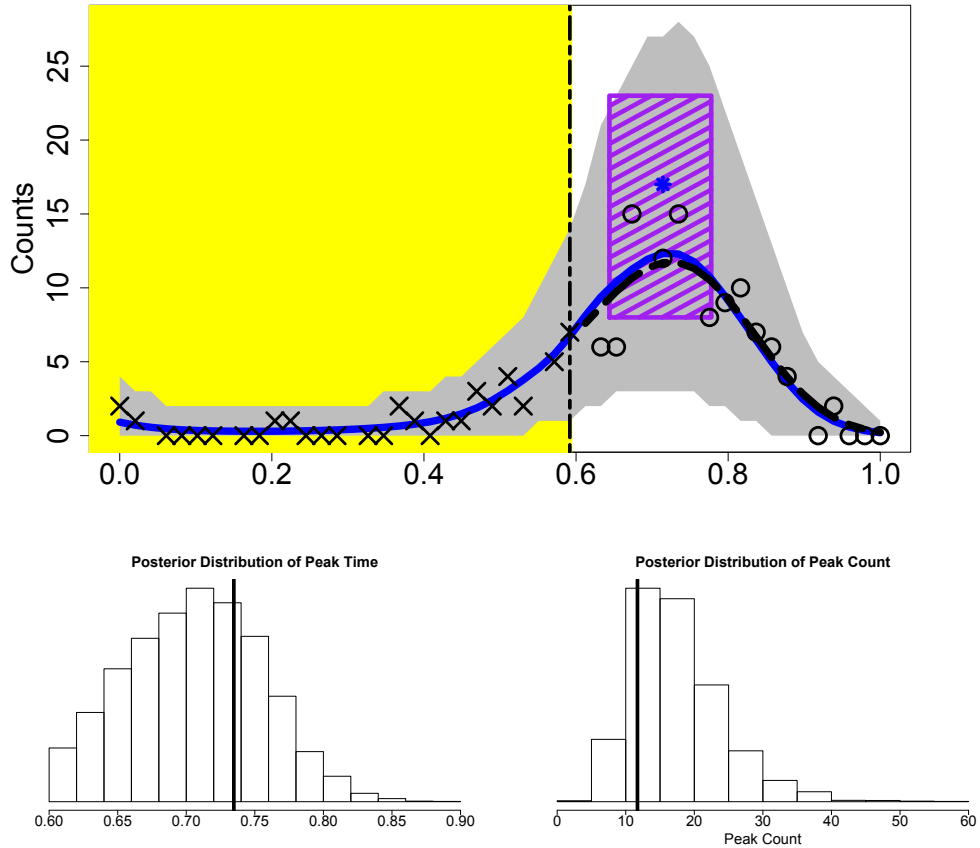 Counts
25
20
15
10
5
0
0.0 0.2 0.4 0.6 0.8 1.0
Posterior Distribution of Peak Time
0.60 0.65 0.70 0.75 0.80 0.85 0.90
Posterior Distribution of Peak Count
0 10 20 30 40 50 60
Peak Count